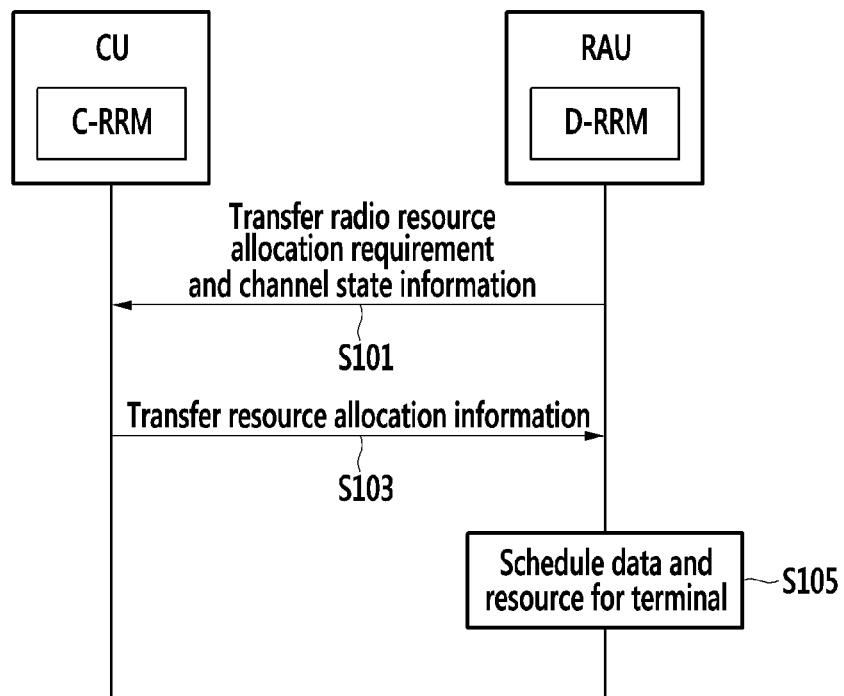 CU
RAU
C-RRM
D-RRM
Transfer radio resource
allocation requirement
and channel state information
S101
Transfer resource allocation information
S103
Schedule data and
resource for terminal
S105